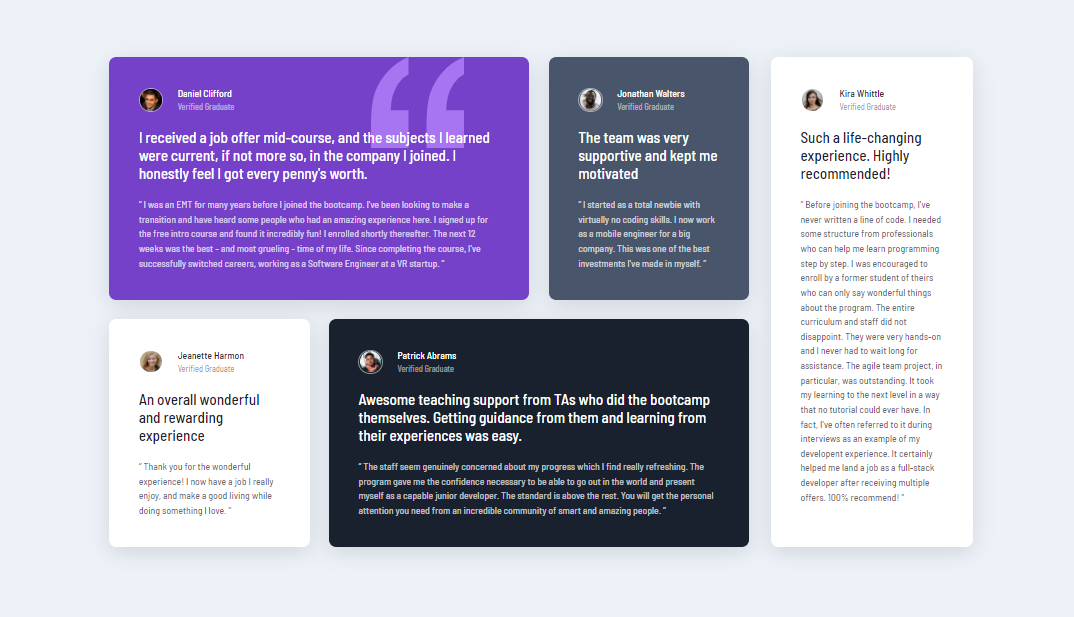 Daniel Clifford
Verified Graduate
I received a job offer mid-course, and the subjects I learned
were current, if not more so, in the company I joined. I
honestly feel I got every penny's worth.
“ I was an EMT for many years before I joined the bootcamp. I've been looking to make a
transition and have heard some people who had an amazing experience here. I signed up for
the free intro course and found it incredibly fun! I enrolled shortly thereafter. The next 12
weeks was the best - and most grueling - time of my life. Since completing the course, I've
successfully switched careers, working as a Software Engineer at a VR startup. ”
Jonathan Walters
Verified Graduate
The team was very
supportive and kept me
motivated
“ I started as a total newbie with
virtually no coding skills. I now work
as a mobile engineer for a big
company. This was one of the best
investments I've made in myself. ”
Kira Whittle
Verified Graduate
Such a life-changing
experience. Highly
recommended!
“ Before joining the bootcamp, I've
never written a line of code. I needed
some structure from professionals
who can help me learn programming
step by step. I was encouraged to
enroll by a former student of theirs
who can only say wonderful things
about the program. The entire
curriculum and staff did not
disappoint. They were very hands-on
and I never had to wait long for
assistance. The agile team project, in
particular, was outstanding. It took
my learning to the next level in a way
that no tutorial could ever have. In
fact, I've often referred to it during
interviews as an example of my
developent experience. It certainly
helped me land a job as a full-stack
developer after receiving multiple
offers. 100% recommend! ”
Jeanette Harmon
Verified Graduate
An overall wonderful
and rewarding
experience
“ Thank you for the wonderful
experience! I now have a job I really
enjoy, and make a good living while
doing something I love. ”
Patrick Abrams
Verified Graduate
Awesome teaching support from TAs who did the bootcamp
themselves. Getting guidance from them and learning from
their experiences was easy.
“ The staff seem genuinely concerned about my progress which I find really refreshing. The
program gave me the confidence necessary to be able to go out in the world and present
myself as a capable junior developer. The standard is above the rest. You will get the personal
attention you need from an incredible community of smart and amazing people. ”